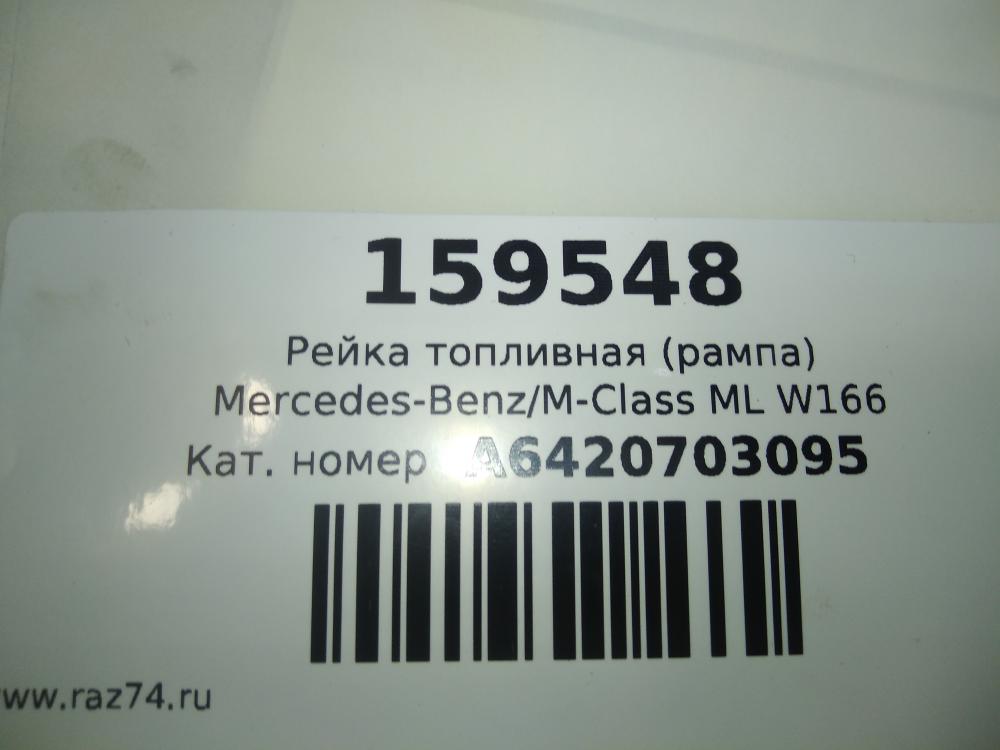 159548
Рейка топливная (рампа)
Mercedes-Benz/M-Class ML W166
Кат. номер A6420703095
www.raz74.ru